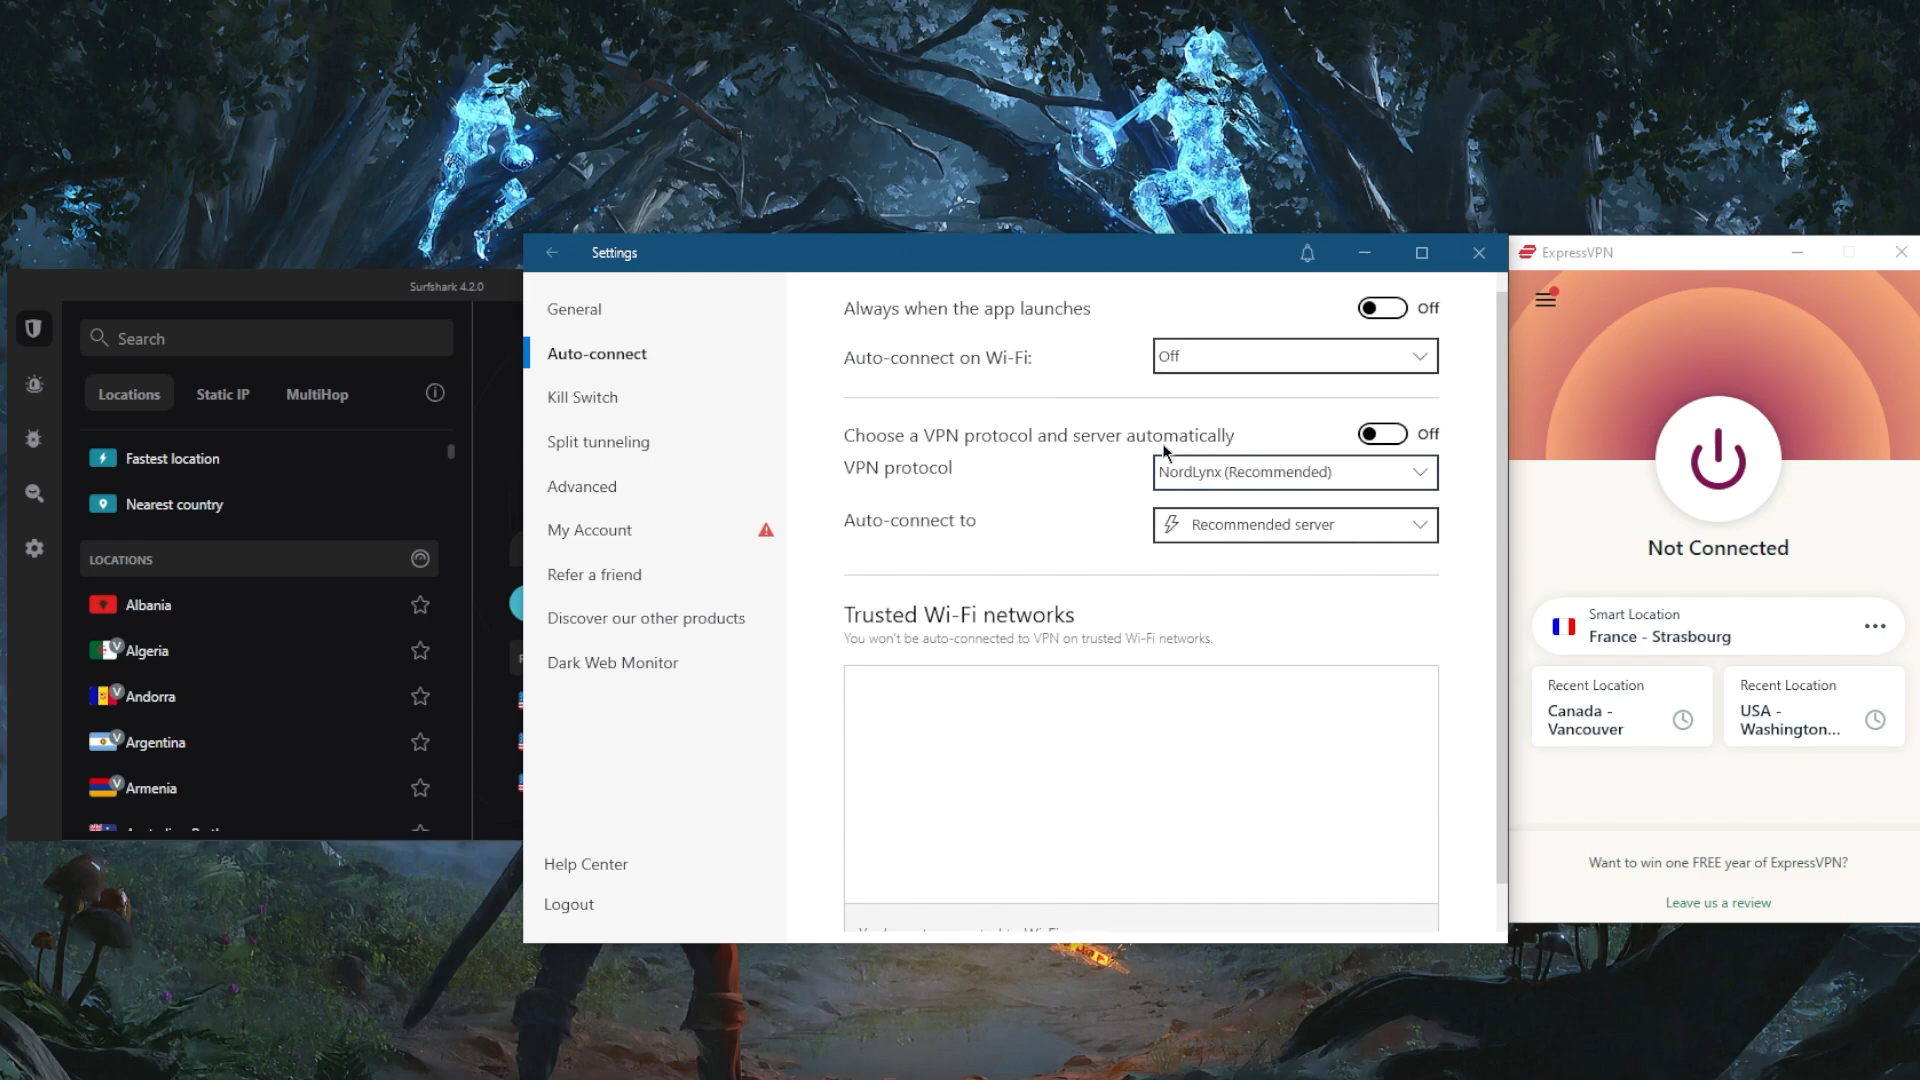 Surfshark 4.2.0
Search
Locations
Static IP
MultiHop
Fastest location
Nearest country
LOCATIONS
Albania
V
Algeria
V
Andorra
V
Argentina
V
Armenia
Settings
General
Auto-connect
Kill Switch
Split tunneling
Advanced
My Account
Refer a friend
Discover our other products
Dark Web Monitor
Help Center
Logout
Always when the app launches
Off
Auto-connect on Wi-Fi:
Off
Choose a VPN protocol and server automatically
Off
VPN protocol
NordLynx (Recommended)
Auto-connect to
Recommended server
Trusted Wi-Fi networks
You won't be auto-connected to VPN on trusted Wi-Fi networks.
ExpressVPN
Not Connected
Smart Location
France - Strasbourg
Recent Location
Canada -
Vancouver
Recent Location
USA -
Washington...
Want to win one FREE year of ExpressVPN?
Leave us a review